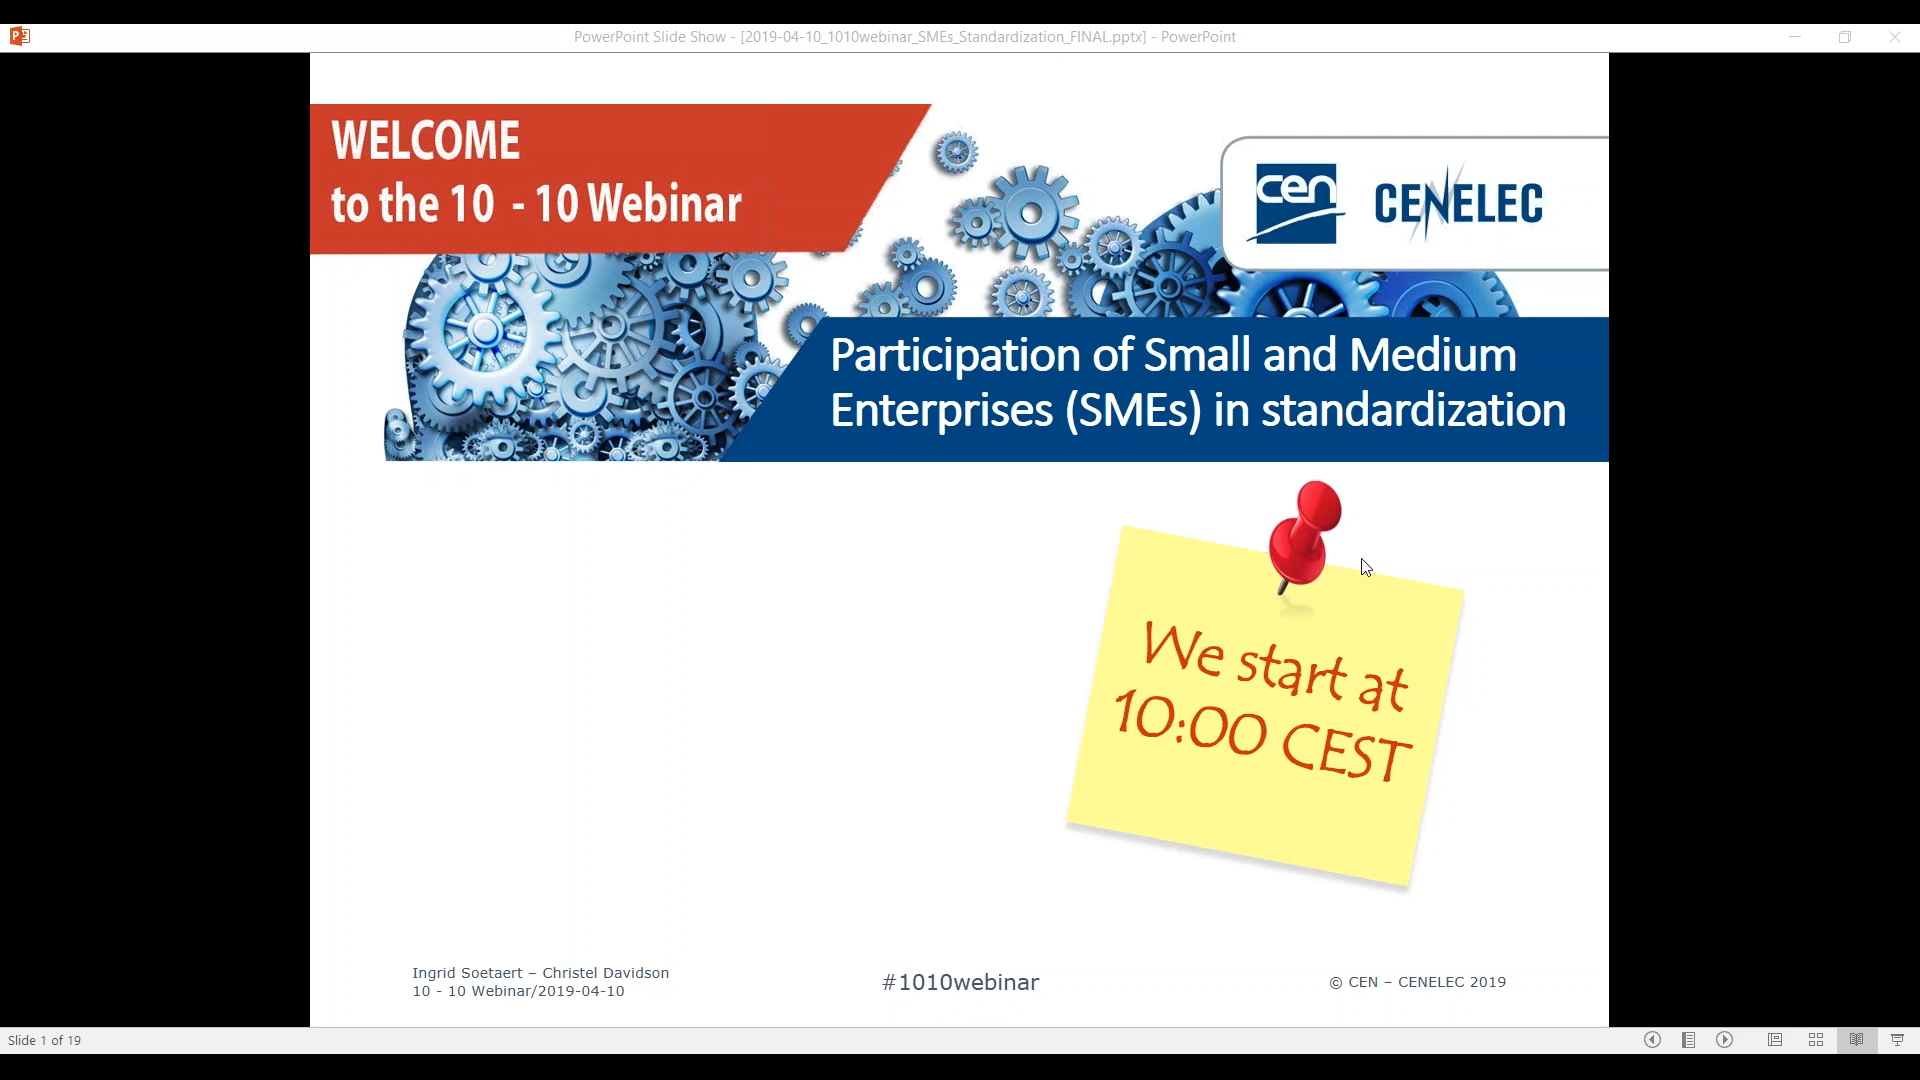 PowerPoint Slide Show - [2019-04-10_1010webinar_SMEs_Standardization_FINAL.pptx] - PowerPoint
WELCOME
to the 10 - 10 Webinar
cen
CENELEC
Participation of Small and Medium
Enterprises (SMEs) in standardization
We start at
10:00 CEST
Ingrid Soetaert – Christel Davidson
10 - 10 Webinar/2019-04-10
#1010webinar
© CEN – CENELEC 2019
Slide 1 of 19